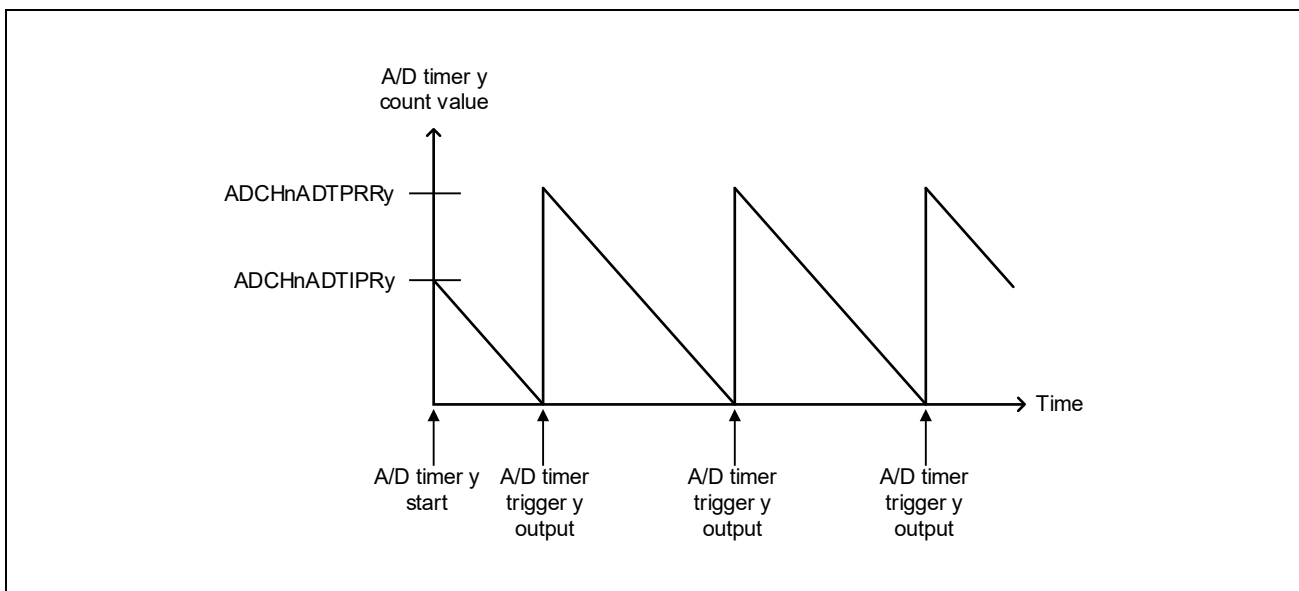 A/D timer y
count value
ADCHnADTPRRy
ADCHnADTIPRy
Time
A/D timer y
start
A/D timer
trigger y
output
A/D timer
trigger y
output
A/D timer
trigger y
output